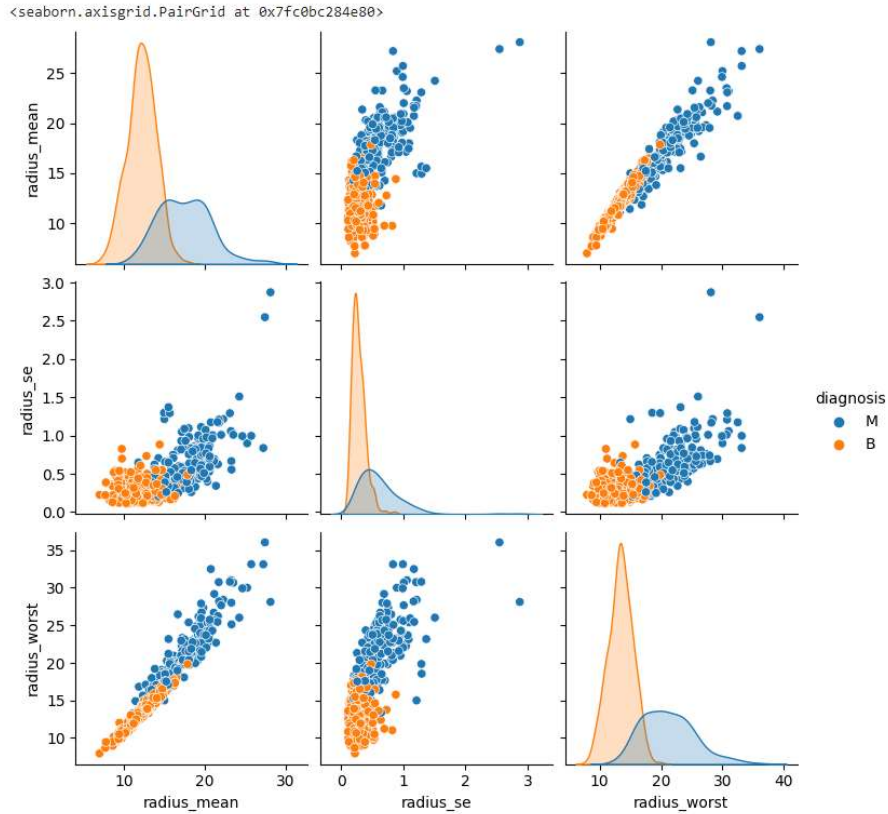 <seaborn.axisgrid.PairGrid at 0x7fc0bc284e80>
radius_mean
25
20
15
10
radius_se
3.0
2.5
2.0
1.5
1.0
0.5
0.0
diagnosis
M
B
radius_worst
35
30
25
20
15
10
10 20 30
0 1 2 3
10 20 30 40
radius_mean radius_se radius_worst